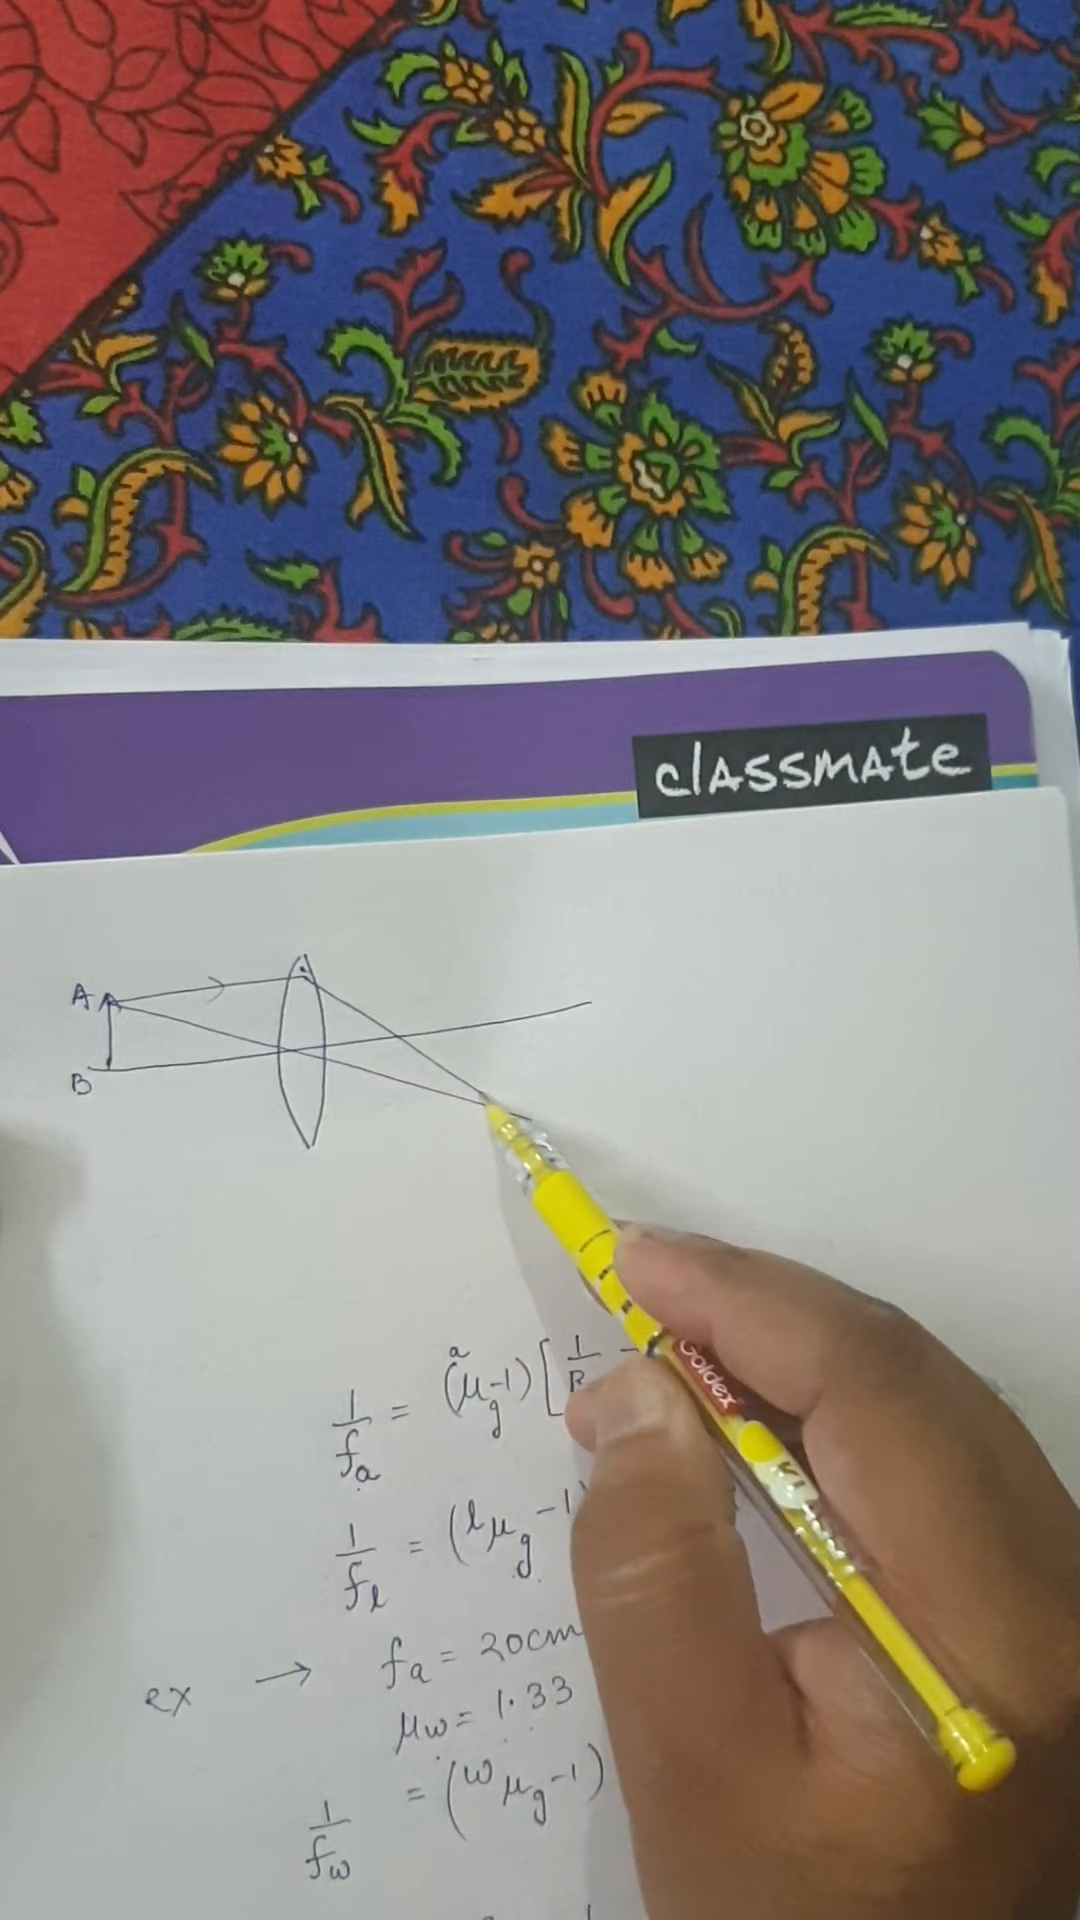 classmate
A
B
1/fa = (aμg-1) [1/R -
1/fl = (lμg-1)
ex → fa = 20cm
μw = 1.33
1/fw = (wμg-1)
Goldex